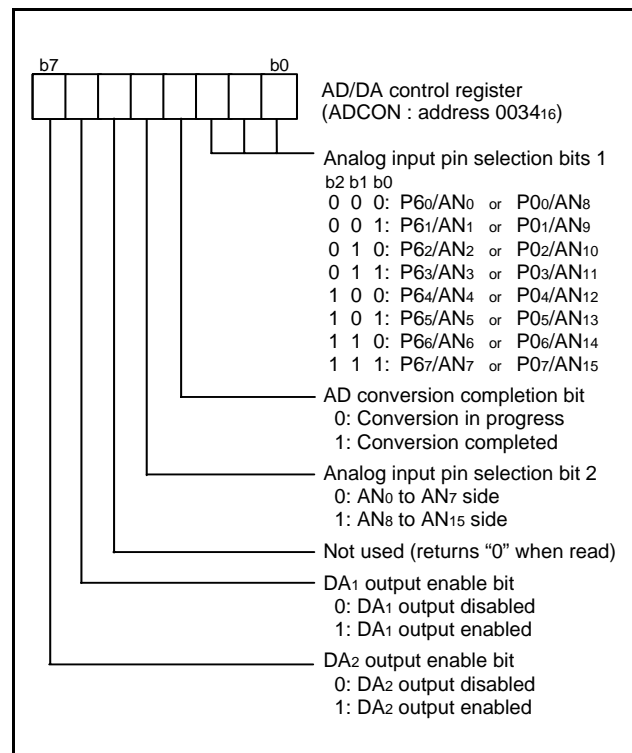 b7 b0
AD/DA control register
(ADCON : address 003416)
Analog input pin selection bits 1
b2 b1 b0
0 0 0: P60/AN0 or P00/AN8
0 0 1: P61/AN1 or P01/AN9
0 1 0: P62/AN2 or P02/AN10
0 1 1: P63/AN3 or P03/AN11
1 0 0: P64/AN4 or P04/AN12
1 0 1: P65/AN5 or P05/AN13
1 1 0: P66/AN6 or P06/AN14
1 1 1: P67/AN7 or P07/AN15
AD conversion completion bit
0: Conversion in progress
1: Conversion completed
Analog input pin selection bit 2
0: AN0 to AN7 side
1: AN8 to AN15 side
Not used (returns “0” when read)
DA1 output enable bit
0: DA1 output disabled
1: DA1 output enabled
DA2 output enable bit
0: DA2 output disabled
1: DA2 output enabled